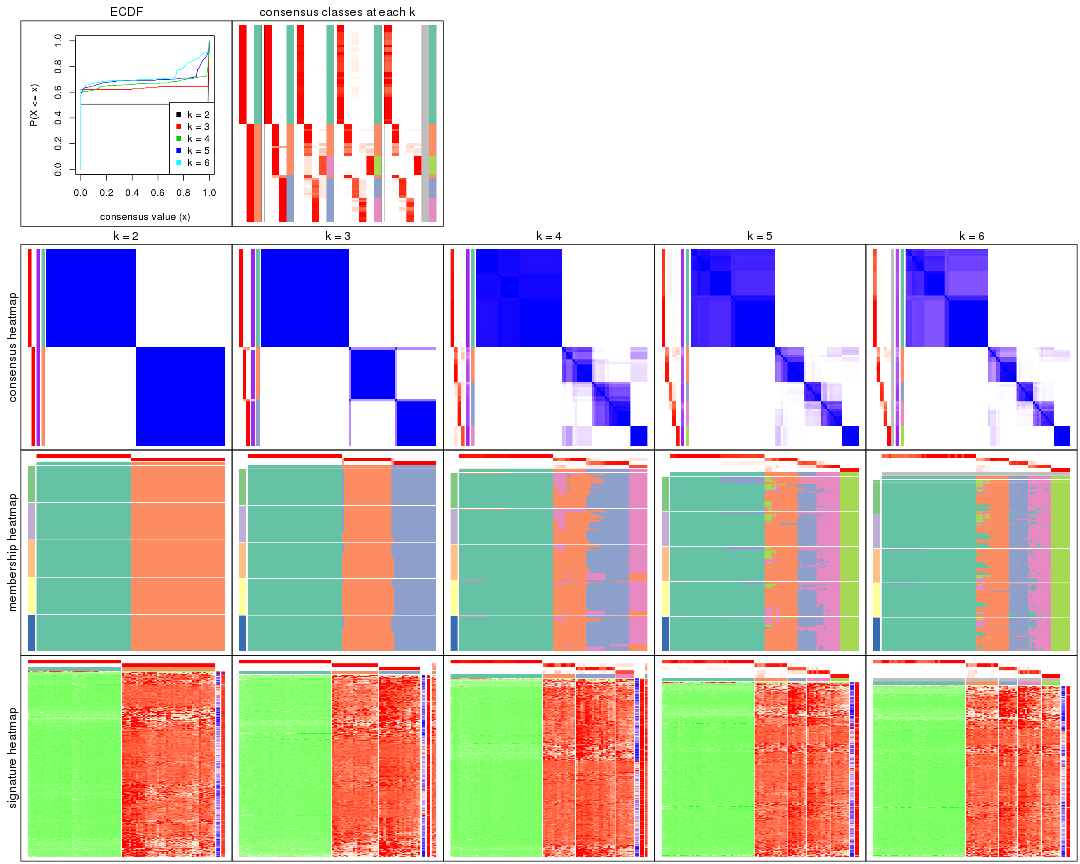 ECDF
consensus classes at each k
P(X <= x)
0.0 0.2 0.4 0.6 0.8 1.0
k = 2
k = 3
k = 4
k = 5
k = 6
0.0 0.2 0.4 0.6 0.8 1.0
consensus value (x)
k = 2 k = 3 k = 4 k = 5 k = 6
consensus heatmap
membership heatmap
signature heatmap